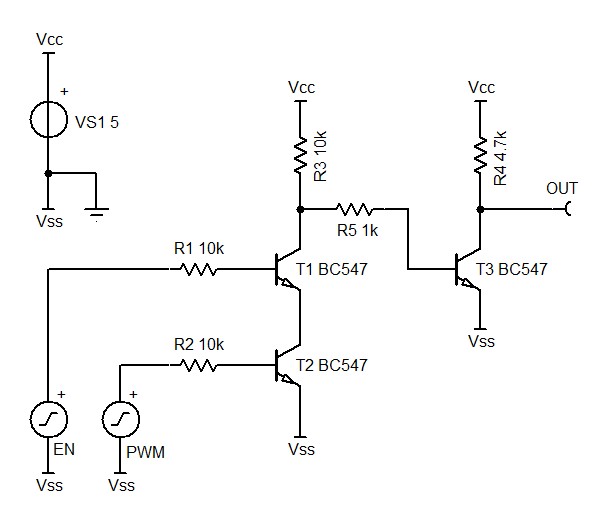 Vcc
+
VS1 5
Vss
Vcc
R3 10k
Vcc
R4 4.7k
OUT
R5 1k
R1 10k
T1 BC547
T3 BC547
Vss
R2 10k
T2 BC547
+
EN
+
PWM
Vss
Vss
Vss